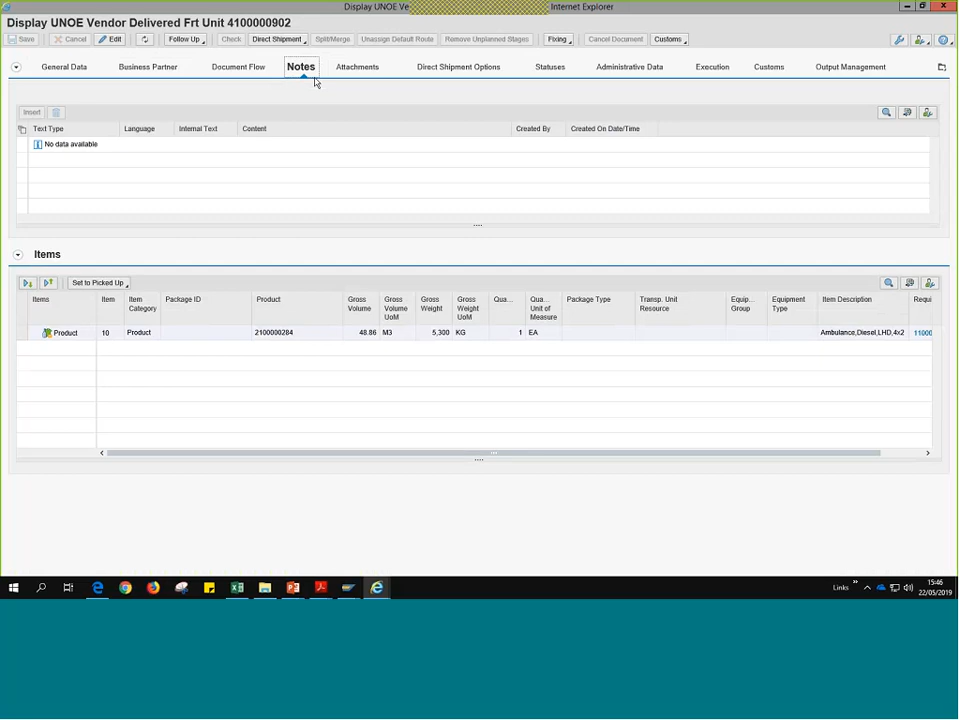 Display UNOE Ve
Internet Explorer
Display UNOE Vendor Delivered Frt Unit 4100000902
Save Cancel Edit Follow Up Check Direct Shipment Split/Merge Unassign Default Route Remove Unplanned Stages Fixing Cancel Document Customs
General Data Business Partner Document Flow Notes Attachments Direct Shipment Options Statuses Administrative Data Execution Customs Output Management
Insert
Text Type Language Internal Text Content Created By Created On Date/Time
No data available
Items
Set to Picked Up
Items Item Item Category Package ID Product Gross Volume Gross Volume UoM Gross Weight Gross Weight UoM Qua... Qua... Unit of Measure Package Type Transp. Unit Resource Equip... Group Equipment Type Item Description Requi
Product 10 Product 2100000284 48.86 M3 5,300 KG 1 EA Ambulance,Diesel,LHD,4x2 11000
Links » 15:46
22/05/2019